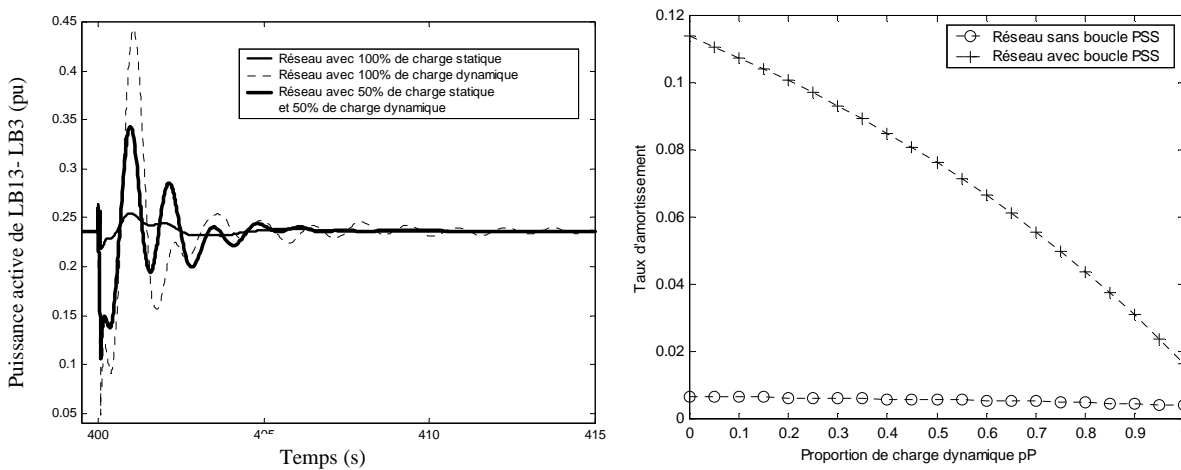 Puissance active de LB13- LB3 (pu)
0.45
0.4
0.35
0.3
0.25
0.2
0.15
0.1
0.05
Réseau avec 100% de charge statique
Réseau avec 100% de charge dynamique
Réseau avec 50% de charge statique
et 50% de charge dynamique
400
410
415
Temps (s)
Taux d'amortissement
0.12
0.1
0.08
0.06
0.04
0.02
0
Réseau sans boucle PSS
Réseau avec boucle PSS
0
0.1
0.2
0.3
0.4
0.5
0.6
0.7
0.8
0.9
Proportion de charge dynamique pP